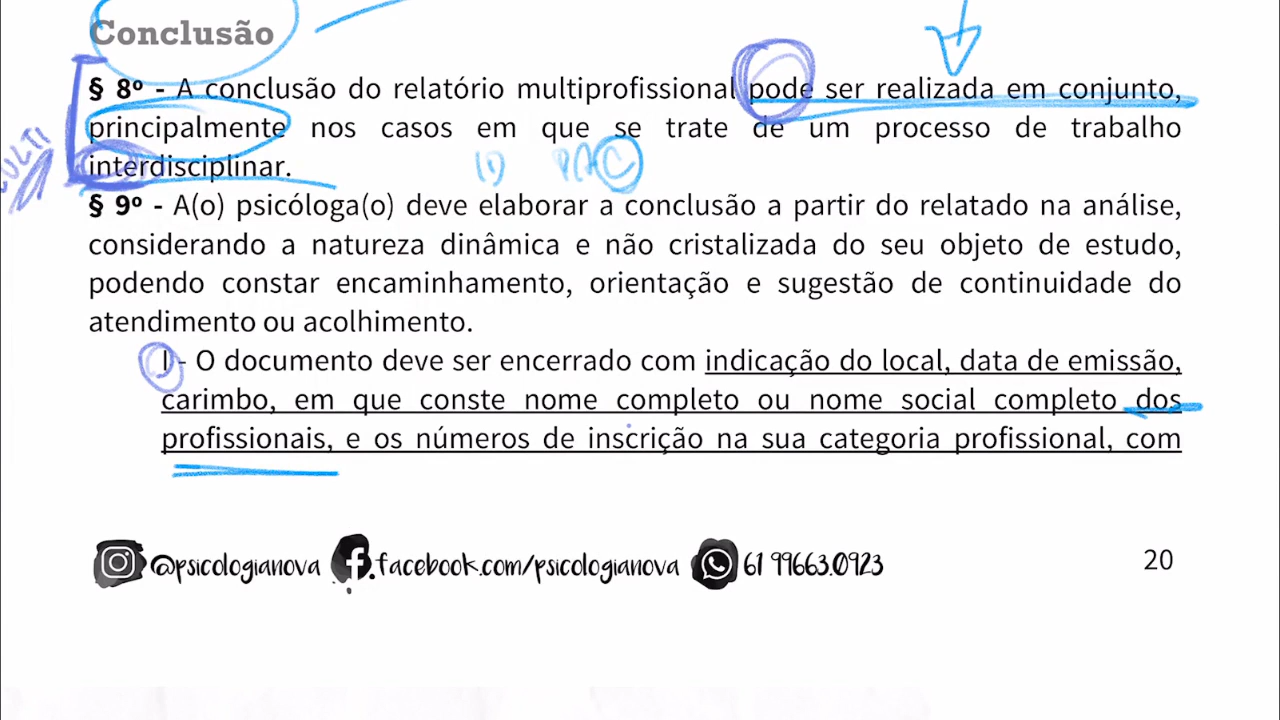 Conclusão
§ 8º - A conclusão do relatório multiprofissional pode ser realizada em conjunto,
principalmente nos casos em que se trate de um processo de trabalho
interdisciplinar.
§ 9º - A(o) psicóloga(o) deve elaborar a conclusão a partir do relatado na análise,
considerando a natureza dinâmica e não cristalizada do seu objeto de estudo,
podendo constar encaminhamento, orientação e sugestão de continuidade do
atendimento ou acolhimento.
I - O documento deve ser encerrado com indicação do local, data de emissão,
carimbo, em que conste nome completo ou nome social completo dos
profissionais, e os números de inscrição na sua categoria profissional, com
@psicologianova facebook.com/psicologianova 61 99663.0923
20